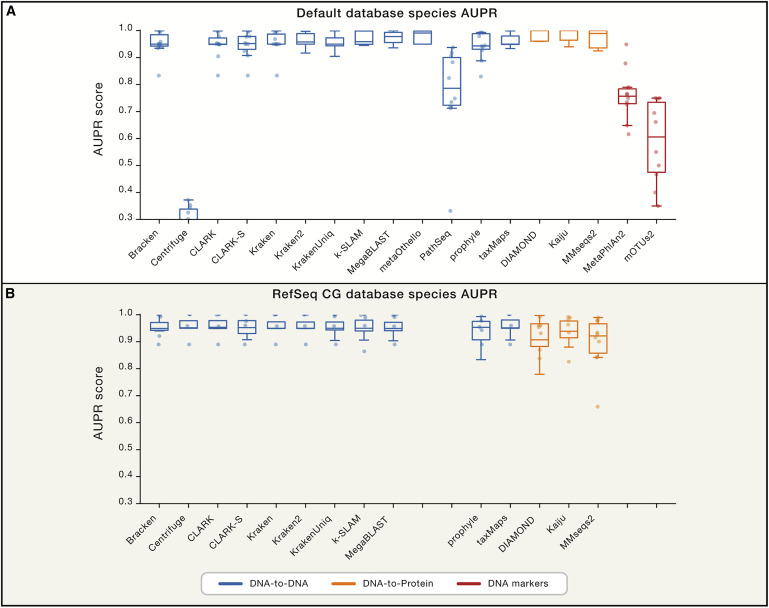 A
Default database species AUPR
AUPR score
1.0
0.9
0.8
0.7
0.6
0.5
0.4
0.3
Bracken
Centrifuge
CLARK
CLARK-S
Kraken
Kraken2
KrakenUniq
k-SLAM
MegaBLAST
metaOthello
PathSeq
prophyle
taxMaps
DIAMOND
Kaiju
MMseqs2
MetaPhlAn2
mOTUs2
B
RefSeq CG database species AUPR
AUPR score
1.0
0.9
0.8
0.7
0.6
0.5
0.4
0.3
Bracken
Centrifuge
CLARK
CLARK-S
Kraken
Kraken2
KrakenUniq
k-SLAM
MegaBLAST
prophyle
taxMaps
DIAMOND
Kaiju
MMseqs2
DNA-to-DNA DNA-to-Protein DNA markers